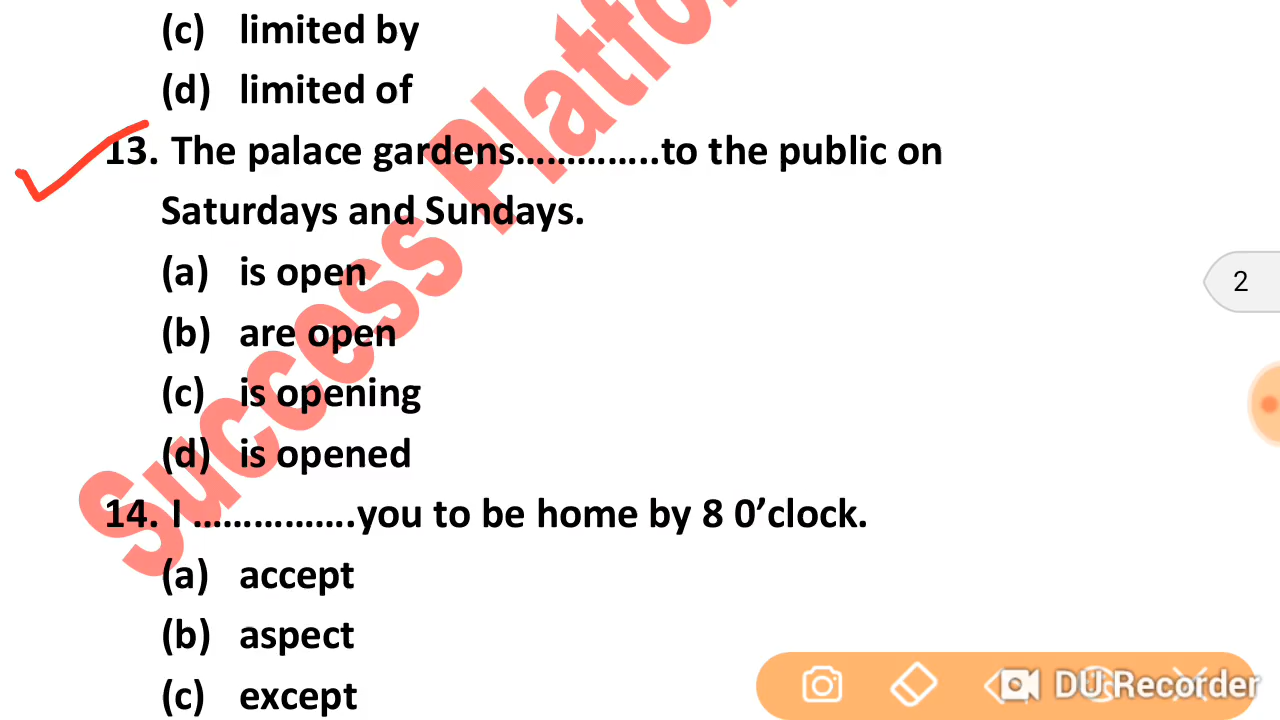 (c) limited by
(d) limited of
13. The palace gardens..............to the public on
Saturdays and Sundays.
(a) is open
(b) are open
(c) is opening
(d) is opened
14. I ................you to be home by 8 0’clock.
(a) accept
(b) aspect
(c) except
2
Success Platfo
DU Recorder